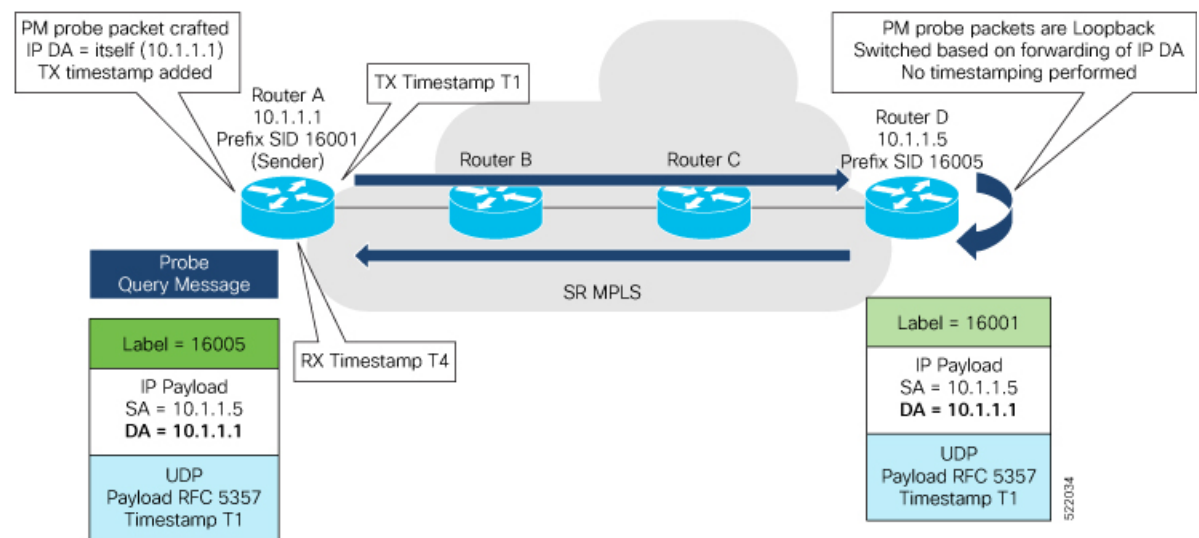 PM probe packet crafted
IP DA = itself (10.1.1.1)
TX timestamp added
TX Timestamp T1
PM probe packets are Loopback
Switched based on forwarding of IP DA
No timestamping performed
Router A
10.1.1.1
Prefix SID 16001
(Sender)
Router B
Router C
Router D
10.1.1.5
Prefix SID 16005
Probe
Query Message
SR MPLS
RX Timestamp T4
Label = 16005
IP Payload
SA = 10.1.1.5
DA = 10.1.1.1
UDP
Payload RFC 5357
Timestamp T1
Label = 16001
IP Payload
SA = 10.1.1.5
DA = 10.1.1.1
UDP
Payload RFC 5357
Timestamp T1
522034